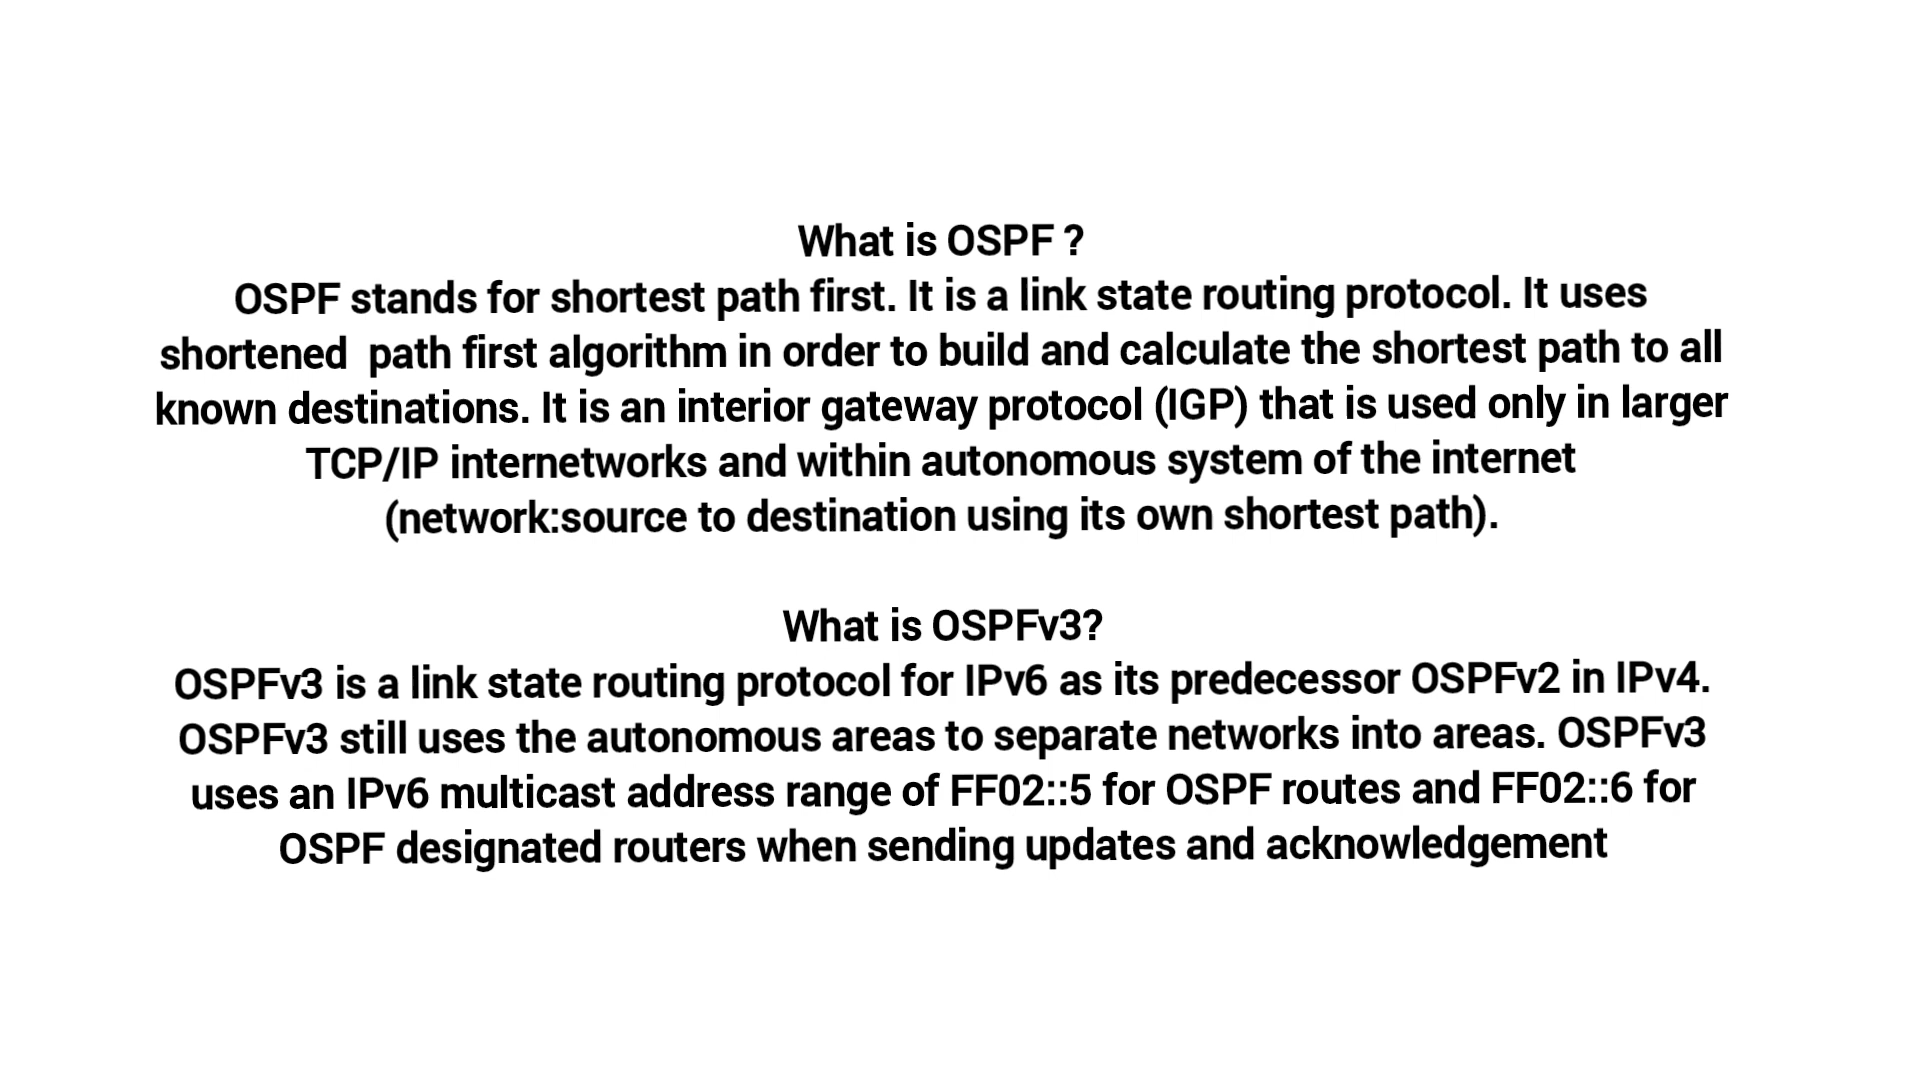 What is OSPF ?
OSPF stands for shortest path first. It is a link state routing protocol. It uses
shortened  path first algorithm in order to build and calculate the shortest path to all
known destinations. It is an interior gateway protocol (IGP) that is used only in larger
TCP/IP internetworks and within autonomous system of the internet
(network:source to destination using its own shortest path).
What is OSPFv3?
OSPFv3 is a link state routing protocol for IPv6 as its predecessor OSPFv2 in IPv4.
OSPFv3 still uses the autonomous areas to separate networks into areas. OSPFv3
uses an IPv6 multicast address range of FF02::5 for OSPF routes and FF02::6 for
OSPF designated routers when sending updates and acknowledgement